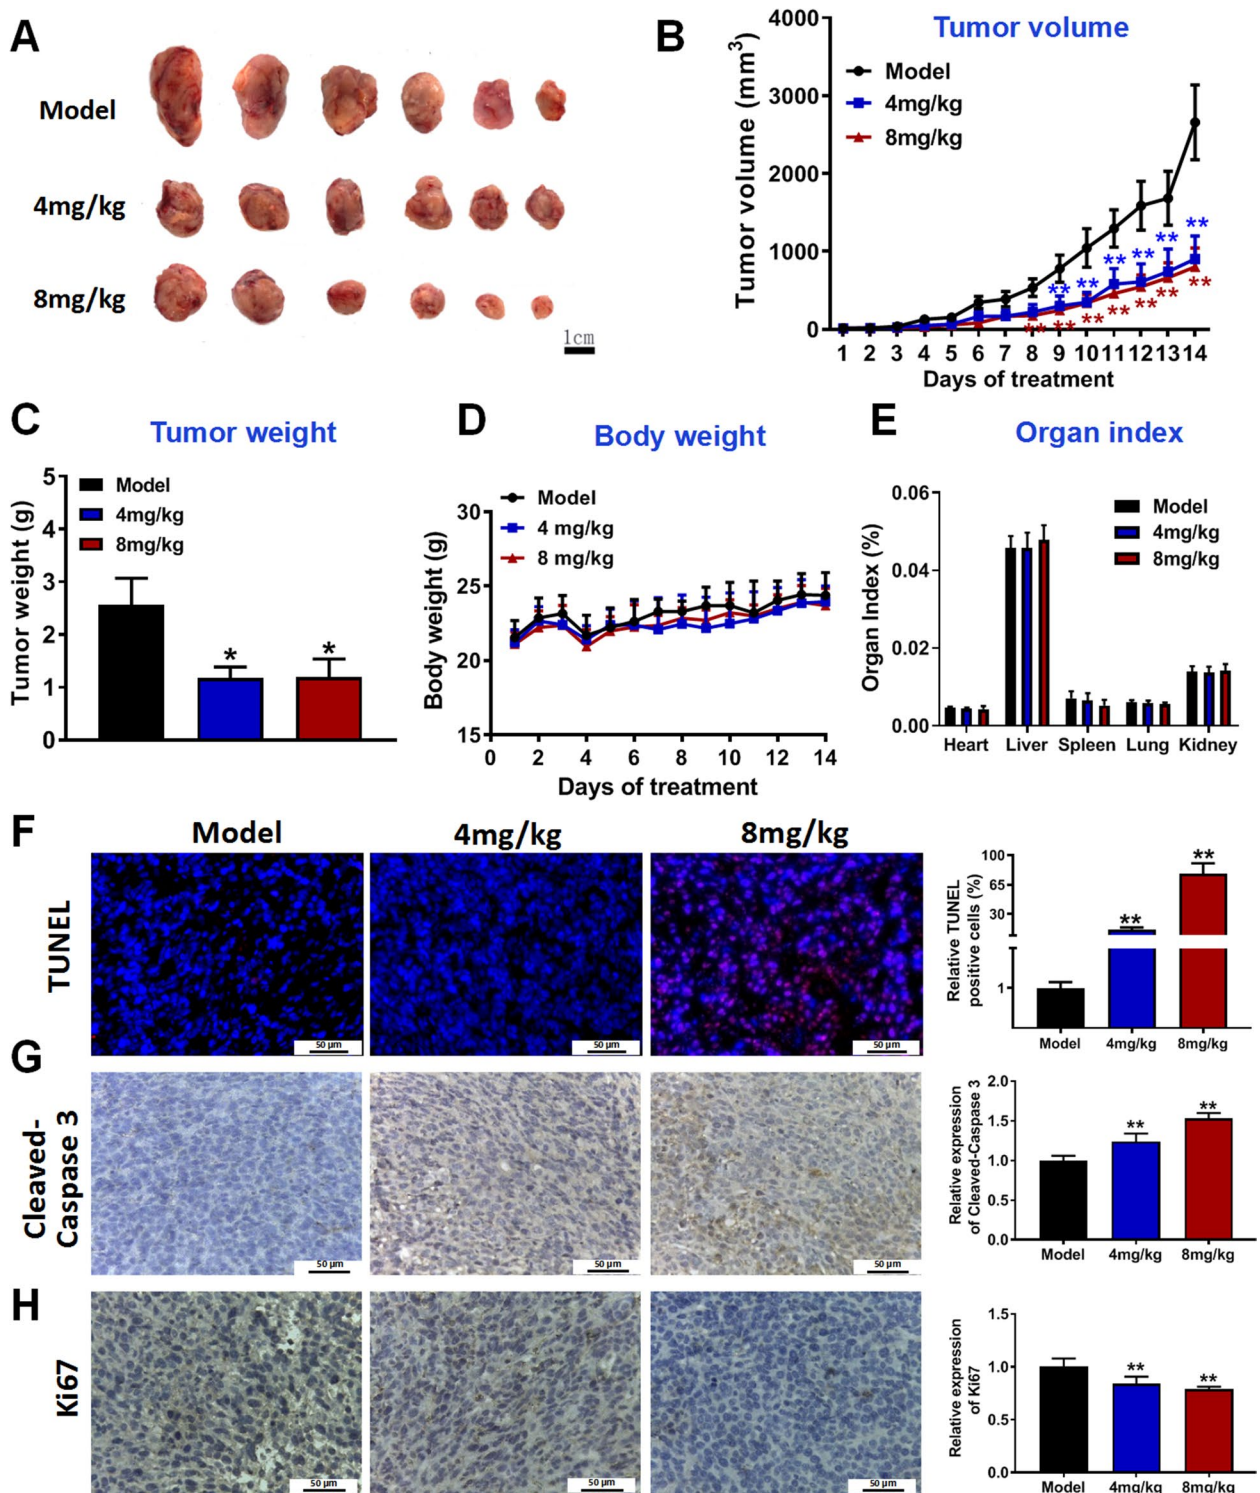 A
Model
4mg/kg
8mg/kg
1cm
B
Tumor volume
Tumor volume (mm³)
4000
3000
2000
1000
0
Model
4mg/kg
8mg/kg
** ** ** ** ** **
** ** ** ** ** ** **
1 2 3 4 5 6 7 8 9 10 11 12 13 14
Days of treatment
C
Tumor weight
Tumor weight (g)
5
4
3
2
1
0
Model
4mg/kg
8mg/kg
* *
D
Body weight
Body weight (g)
30
25
20
15
Model
4 mg/kg
8 mg/kg
0 2 4 6 8 10 12 14
Days of treatment
E
Organ index
Organ Index (%)
0.06
0.04
0.02
0.00
Model
4mg/kg
8mg/kg
Heart Liver Spleen Lung Kidney
F
Model 4mg/kg 8mg/kg
TUNEL
50 µm 50 µm 50 µm
Relative TUNEL
positive cells (%)
100
65
30
1
** **
Model 4mg/kg 8mg/kg
G
Cleaved-
Caspase 3
50 µm 50 µm 50 µm
Relative expression
of Cleaved-Caspase 3
2.0
1.5
1.0
0.5
0.0
** **
Model 4mg/kg 8mg/kg
H
Ki67
50 µm 50 µm 50 µm
Relative expression
of Ki67
1.5
1.0
0.5
0.0
** **
Model 4mg/kg 8mg/kg